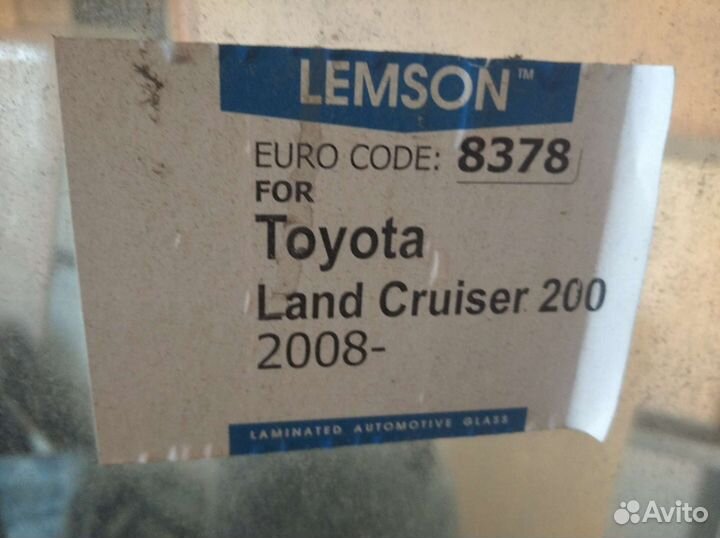 LEMSON™
EURO CODE: 8378
FOR
Toyota
Land Cruiser 200
2008-
LAMINATED AUTOMOTIVE GLASS
Avito